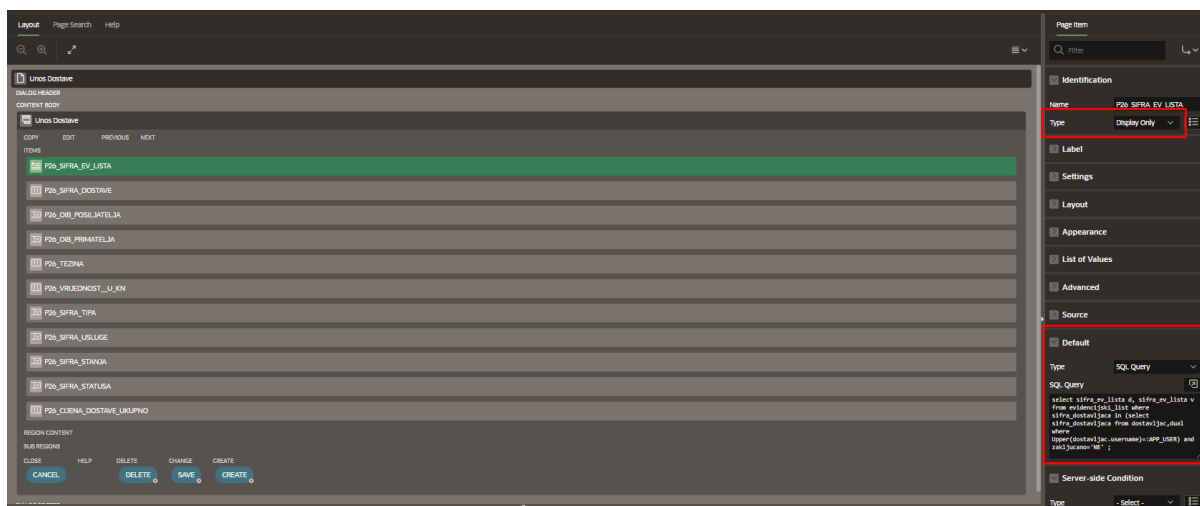 Layout Page Search Help
Page Item
Filter
Unos Dostave
DIALOG HEADER
CONTENT BODY
Unos Dostave
COPY EDIT PREVIOUS NEXT
ITEMS
P26_SIFRA_EV_LISTA
P26_SIFRA_DOSTAVE
P26_OIB_POSILJATELJA
P26_OIB_PRIMATELJA
P26_TEZINA
P26_VRIJEDNOST__U_KN
P26_SIFRA_TIPA
P26_SIFRA_USLUGE
P26_SIFRA_STANJA
P26_SIFRA_STATUSA
P26_CIJENA_DOSTAVE_UKUPNO
REGION CONTENT
SUB REGIONS
CLOSE HELP DELETE CHANGE CREATE
CANCEL DELETE SAVE CREATE
Identification
Name P26_SIFRA_EV_LISTA
Type Display Only
Label
Settings
Layout
Appearance
List of Values
Advanced
Source
Default
Type SQL Query
SQL Query
select sifra_ev_lista d, sifra_ev_lista v
from evidencijski_list where
sifra_dostavljaca in (select
sifra_dostavljaca from dostavljac,dual
where
Upper(dostavljac.username)=:APP_USER) and
zakljucano='NE' ;
Server-side Condition
Type - Select -